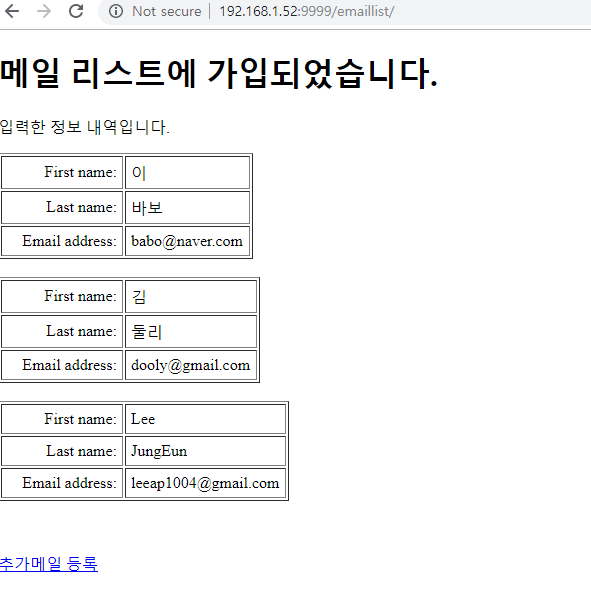 Not secure | 192.168.1.52:9999/emaillist/
메일 리스트에 가입되었습니다.
입력한 정보 내역입니다.
First name: 이
Last name: 바보
Email address: babo@naver.com
First name: 김
Last name: 둘리
Email address: dooly@gmail.com
First name: Lee
Last name: JungEun
Email address: leeap1004@gmail.com
추가메일 등록